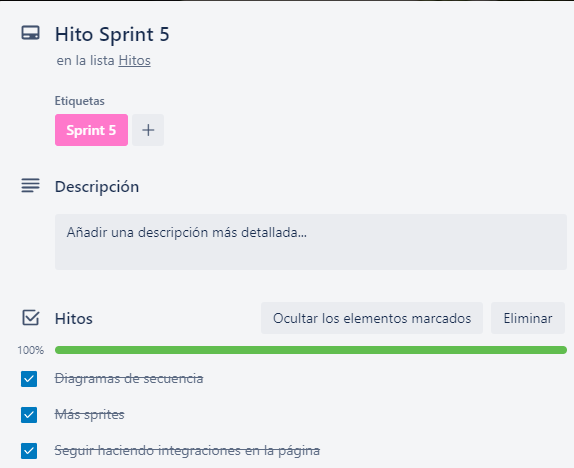 Hito Sprint 5
en la lista Hitos
Etiquetas
Sprint 5 +
Descripción
Añadir una descripción más detallada...
Hitos Ocultar los elementos marcados Eliminar
100%
Diagramas de secuencia
Más sprites
Seguir haciendo integraciones en la página